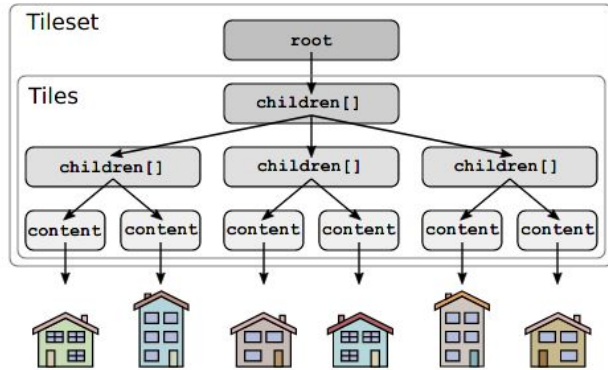 Tileset
root
Tiles
children[]
children[] children[] children[]
content content content content content content